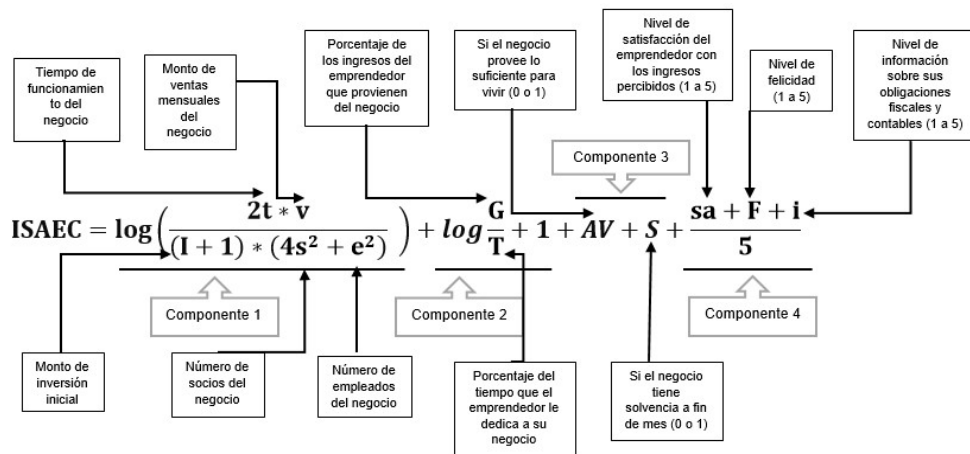 Tiempo de
funcionamien
to del
negocio
Monto de
ventas
mensuales
del
negocio
Porcentaje de
los ingresos del
emprendedor
que provienen
del negocio
Si el negocio
provee lo
suficiente para
vivir (0 o 1)
Nivel de
satisfacción del
emprendedor con
los ingresos
percibidos (1 a 5)
Nivel de
felicidad
(1 a 5)
Nivel de
información
sobre sus
obligaciones
fiscales y
contables (1 a 5)
Componente 3
ISAEC = log(2t * v / (I + 1) * (4s² + e²)) + log G/T + 1 + AV + S + sa + F + i / 5
Componente 1
Componente 2
Componente 4
Monto de
inversión
inicial
Número de
socios del
negocio
Número de
empleados
del negocio
Porcentaje del
tiempo que el
emprendedor le
dedica a su
negocio
Si el negocio
tiene
solvencia a fin
de mes (0 o 1)